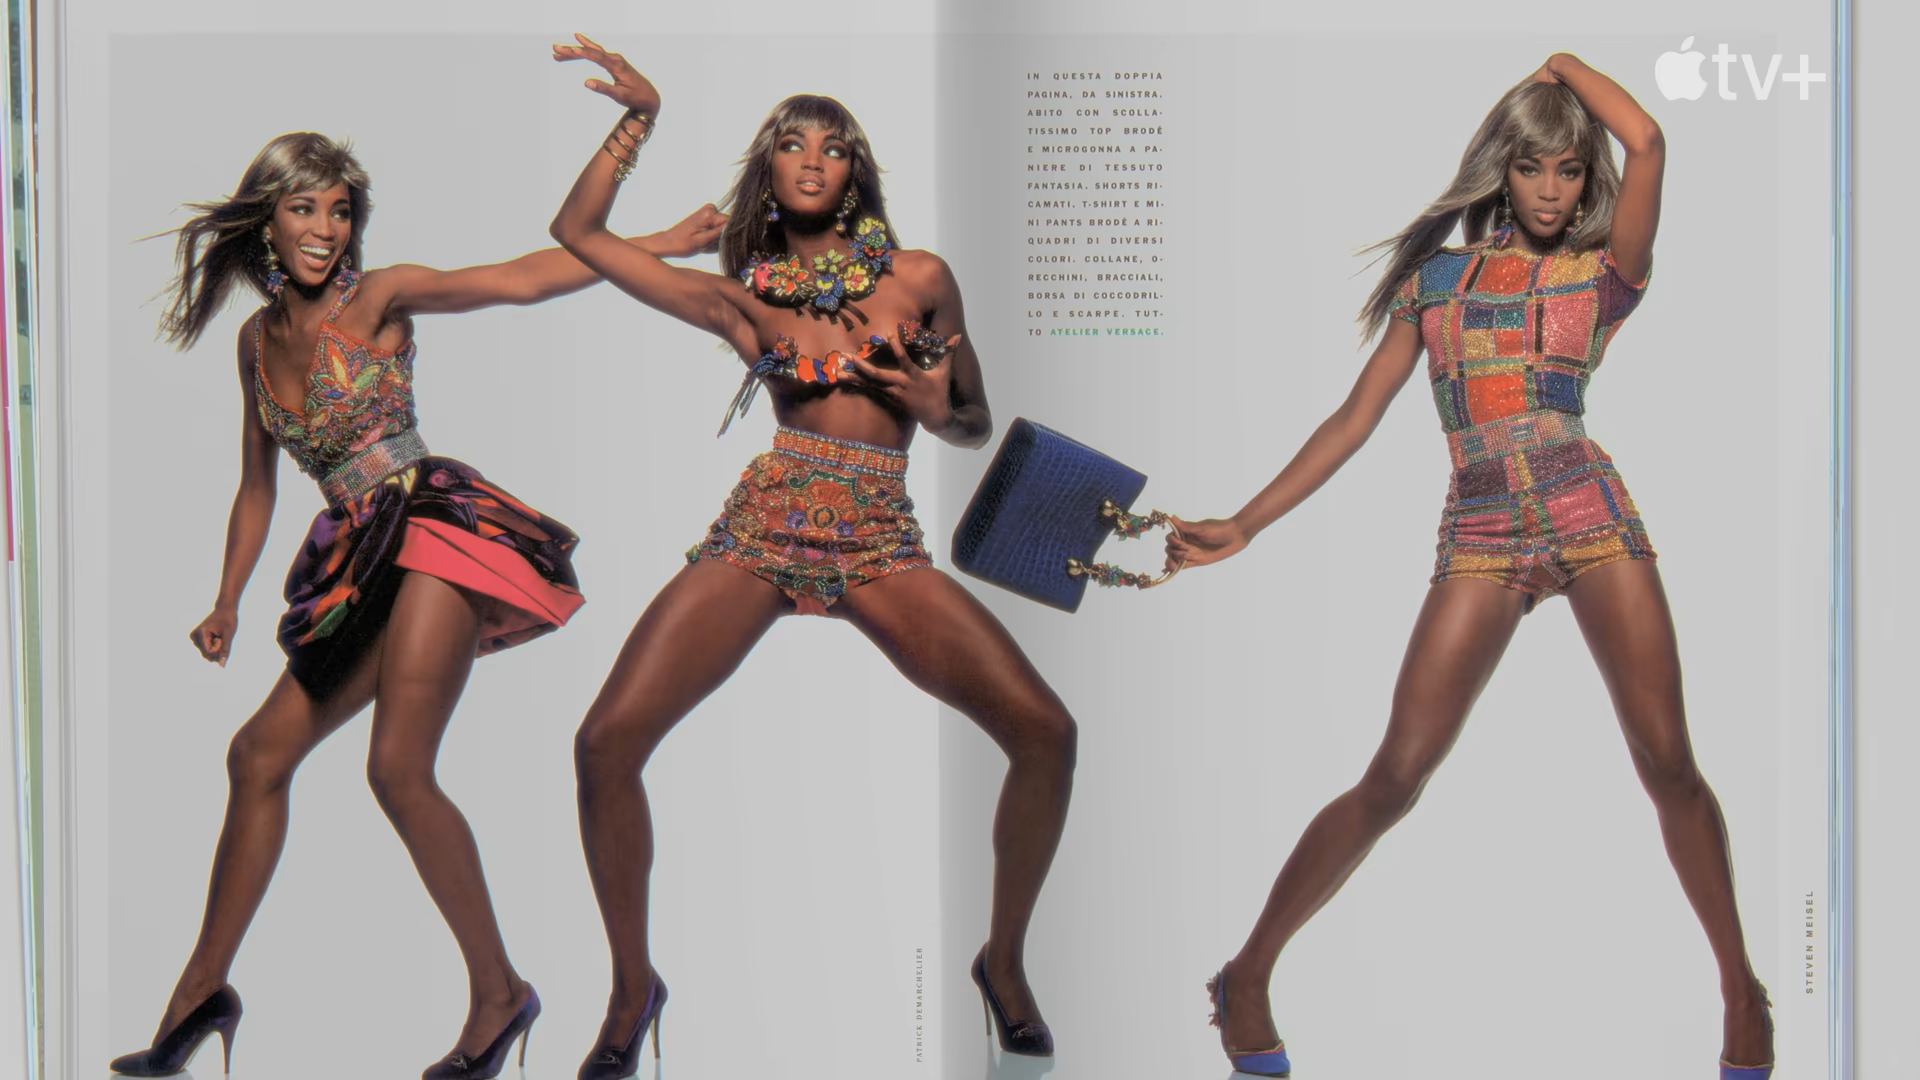 tv+
IN QUESTA DOPPIA
PAGINA, DA SINISTRA.
ABITO CON SCOLLA-
TISSIMO TOP BRODÉ
E MICROGONNA A PA-
NIERE DI TESSUTO
FANTASIA. SHORTS RI-
CAMATI. T-SHIRT E MI-
NI PANTS BRODÉ A RI-
QUADRI DI DIVERSI
COLORI. COLLANE, O-
RECCHINI, BRACCIALI,
BORSA DI COCCODRIL-
LO E SCARPE. TUT-
TO ATELIER VERSACE.
PATRICK DEMARCHELIER
STEVEN MEISEL